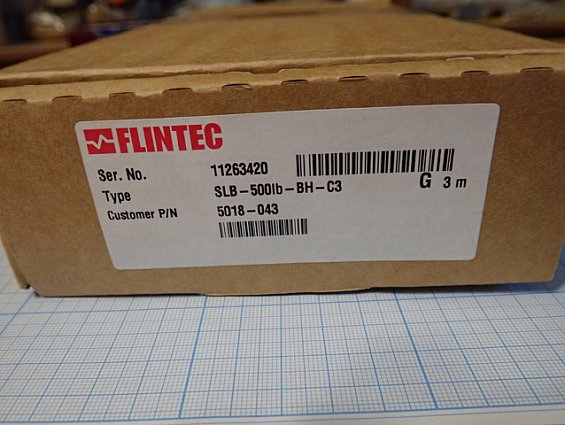 FLINTEC
Ser. No. 11263420
Type SLB-500lb-BH-C3 G 3 m
Customer P/N 5018-043